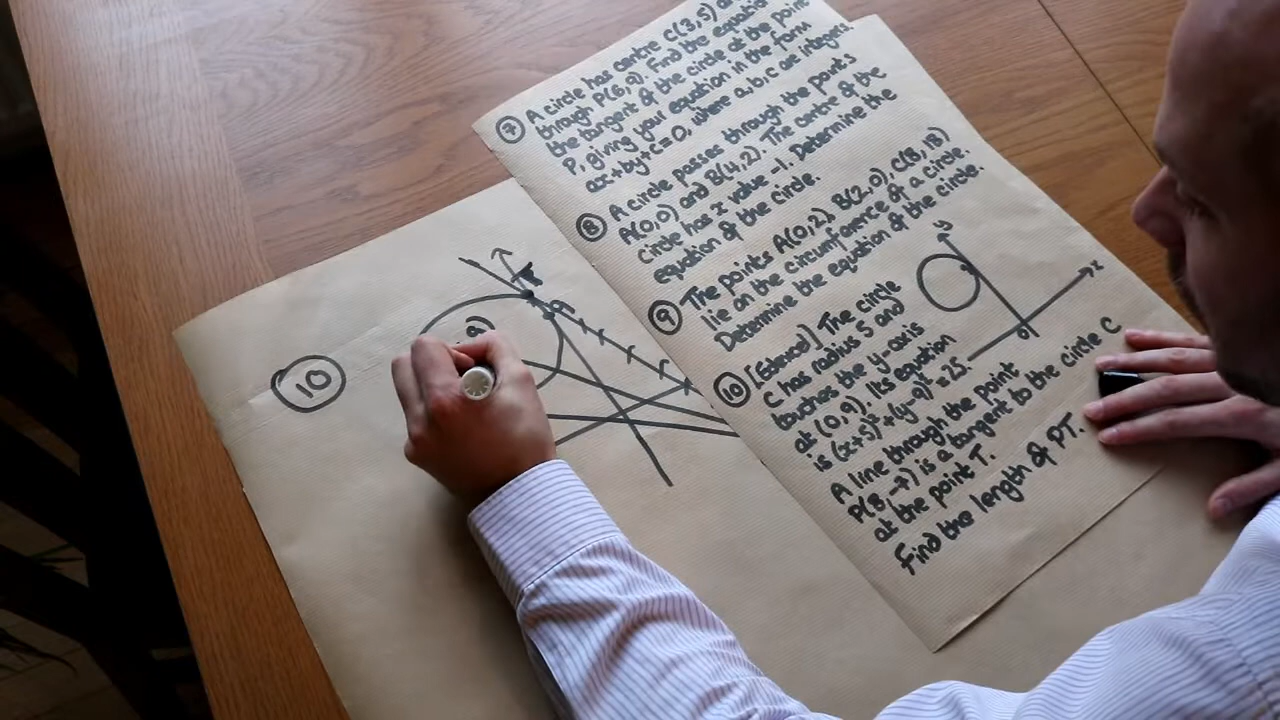 7 A circle has centre C(3,5) a
through P(6,9). Find the equatio
the tangent of the circle at the point
P, giving your equation in the form
ax+by+c=0, where a,b,c are integers.
8 A circle passes through the points
A(0,0) and B(4,2). The centre of the
circle has x value -1. Determine the
equation of the circle.
9 The points A(0,2), B(2,0), C(8,18)
lie on the circumference of a circle.
Determine the equation of the circle.
10 [Edexcel] The circle
C has radius 5 and
touches the y-axis
at (0,9). Its equation
is (x+5)²+(y-9)²=25.
A line through the point
P(8,-7) is a tangent to the circle C
at the point T.
Find the length of PT.
y
x
O
10
T